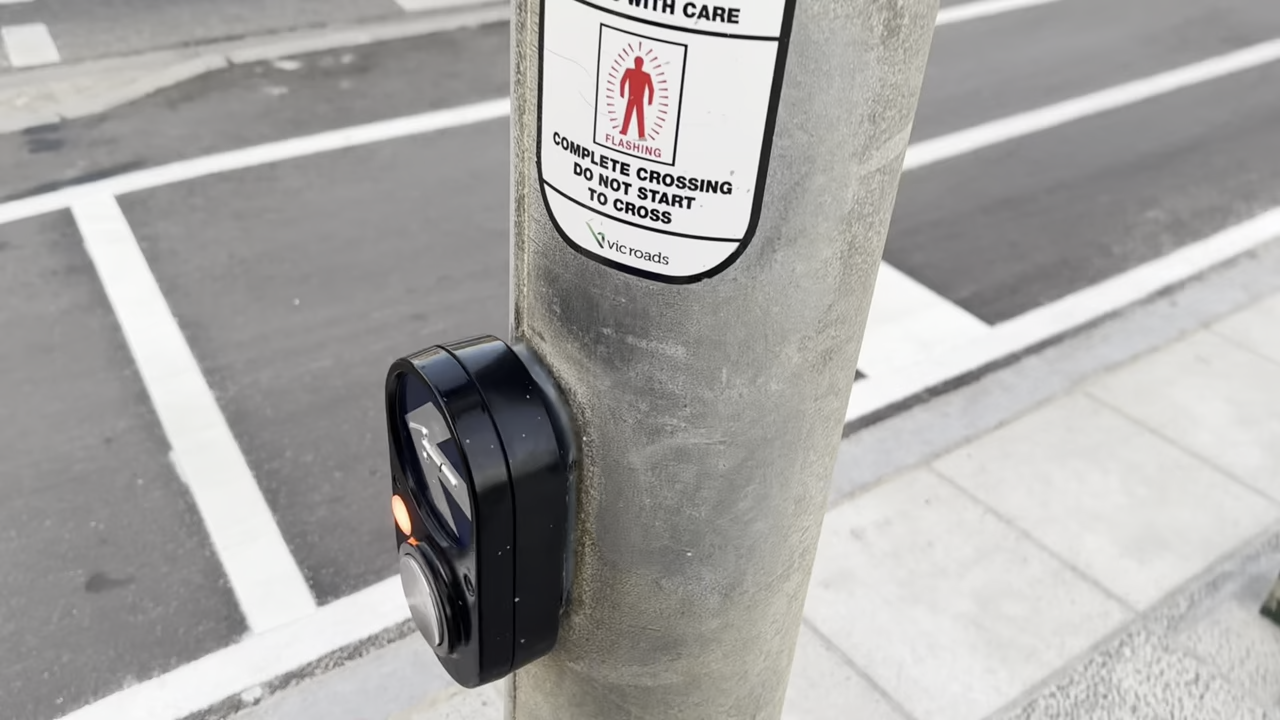 WITH CARE
FLASHING
COMPLETE CROSSING
DO NOT START
TO CROSS
vicroads